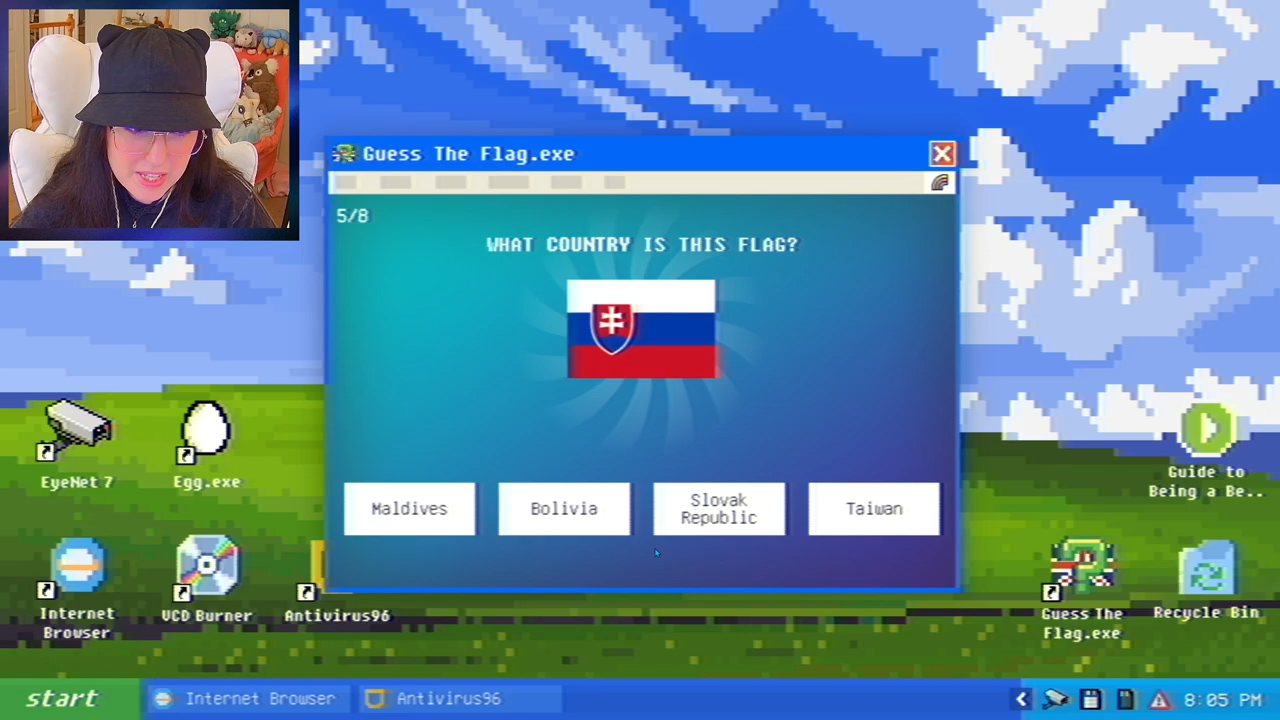 Guess The Flag.exe
5/8
WHAT COUNTRY IS THIS FLAG?
Maldives
Bolivia
Slovak
Republic
Taiwan
EyeNet 7
Egg.exe
Guide to
Being a Be..
Internet
Browser
VCD Burner
Antivirus96
Guess The
Flag.exe
Recycle Bin
start
Internet Browser
Antivirus96
8:05 PM